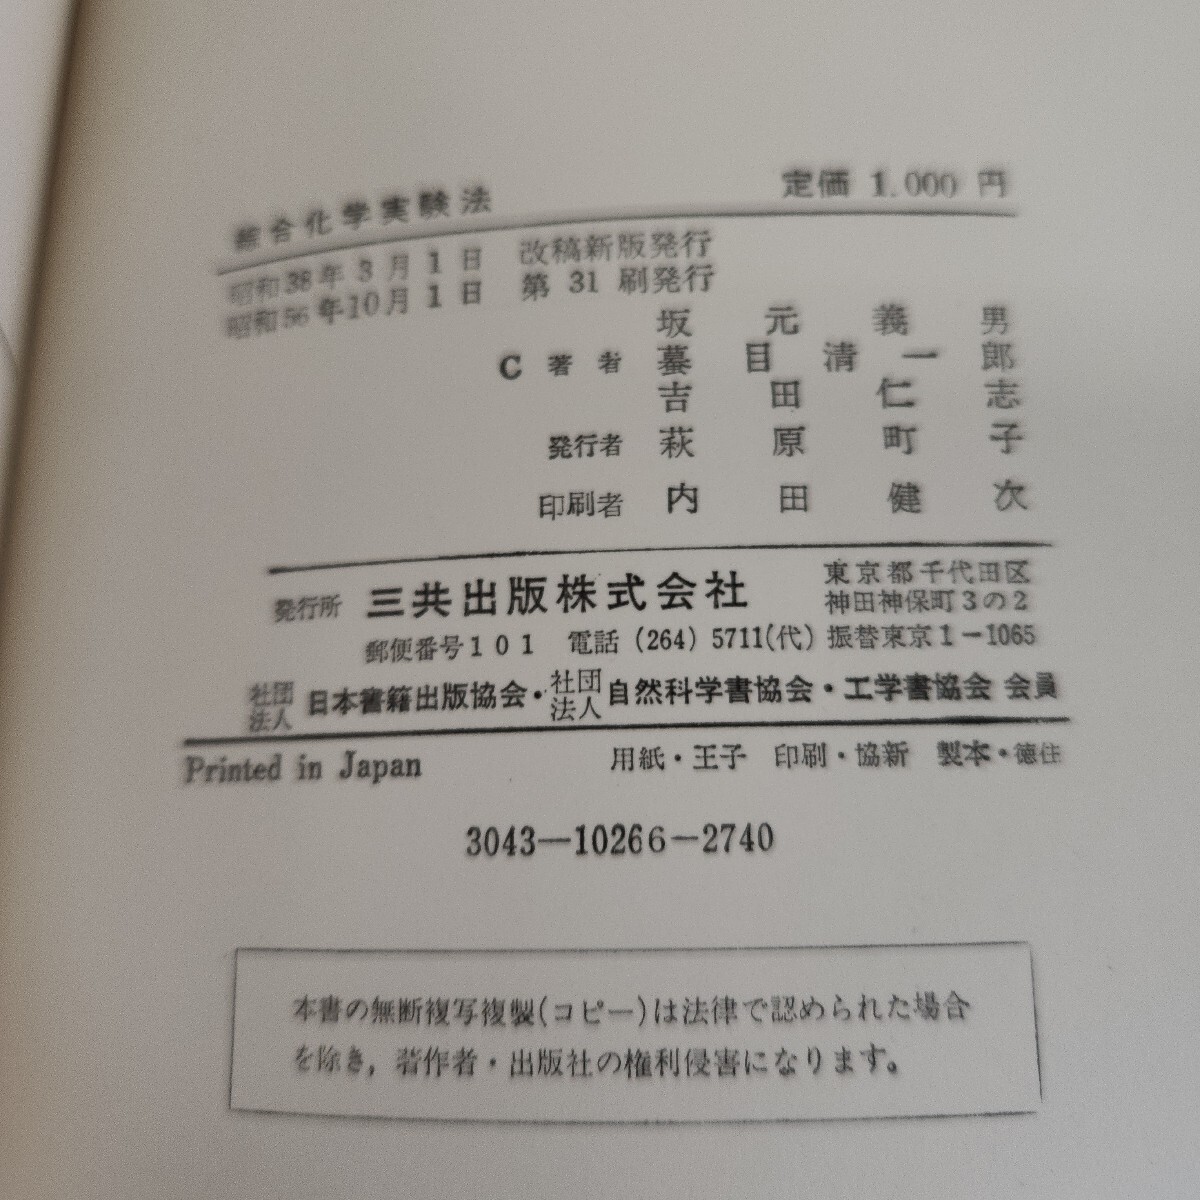 綜合化学実験法 定価 1.000 円
昭和38年3月1日 改稿新版発行
昭和56年10月1日 第31刷発行
坂元義男
C 著者 蟇目清一郎
吉田仁志
発行者 萩原町子
印刷者 内田健次
発行所 三共出版株式会社 東京都千代田区
神田神保町3の2
郵便番号101 電話 (264) 5711(代) 振替東京1-1065
社団法人 日本書籍出版協会・社団法人 自然科学書協会・工学書協会 会員
Printed in Japan 用紙・王子 印刷・協新 製本・徳住
3043-10266-2740
本書の無断複写複製(コピー)は法律で認められた場合
を除き,著作者・出版社の権利侵害になります。